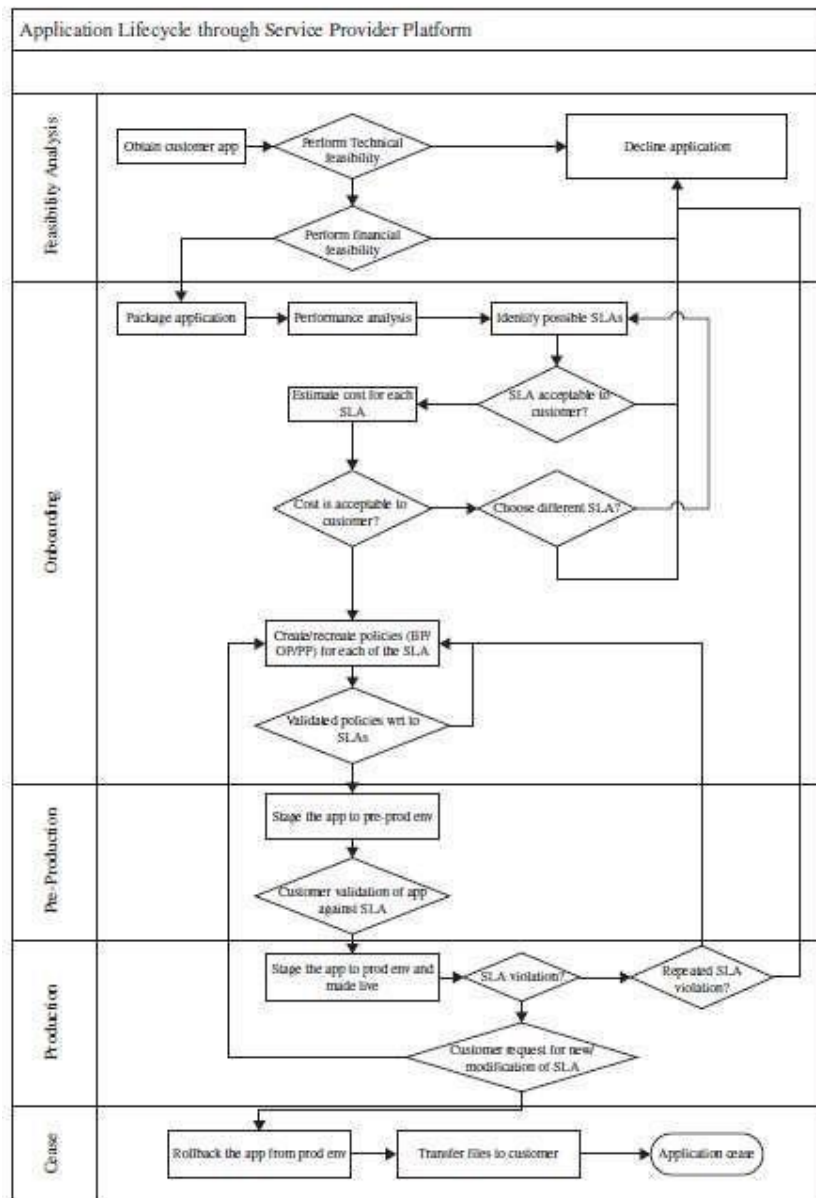 Application Lifecycle through Service Provider Platform
Feasibility Analysis
Obtain customer app
Perform Technical
feasibility
Decline application
Perform financial
feasibility
Onboarding
Package application
Performance analysis
Identify possible SLAs
Estimate cost for each
SLA
SLA acceptable to
customer?
Cost is acceptable to
customer?
Choose different SLA?
Create/recreate policies (BP/
OP/PP) for each of the SLA
Validated policies wrt to
SLAs
Pre-Production
Stage the app to pre-prod env
Customer validation of app
against SLA
Production
Stage the app to prod env and
made live
SLA violation?
Repeated SLA
violation?
Customer request for new/
modification of SLA
Cease
Rollback the app from prod env
Transfer files to customer
Application cease